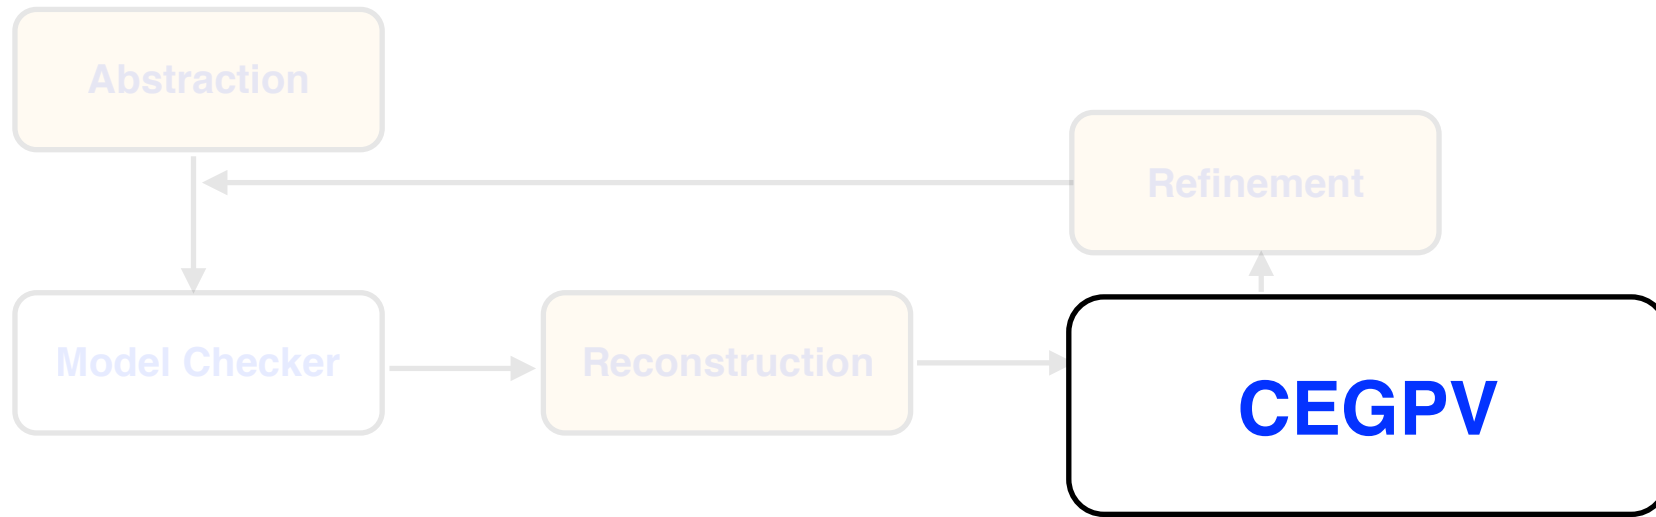 Abstraction
Refinement
Model Checker
Reconstruction
CEGPV